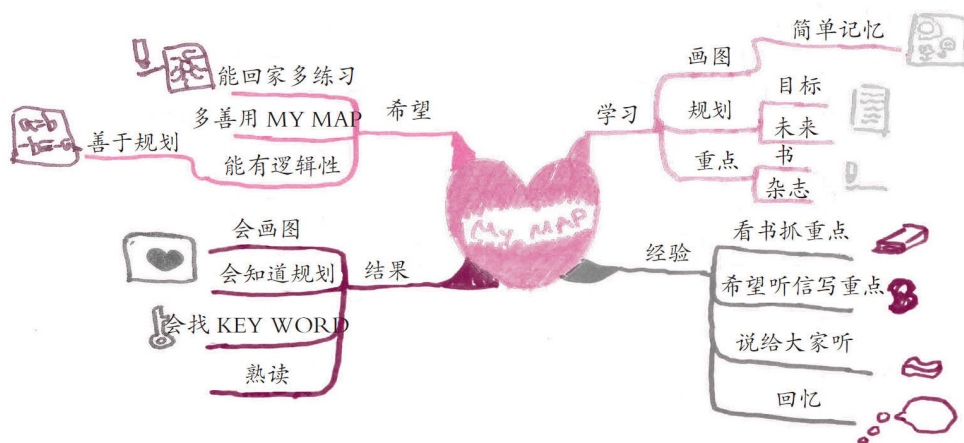 My MAP
学习
画图
简单记忆
规划
目标
未来
重点
书
杂志
经验
看书抓重点
希望听信写重点
说给大家听
回忆
希望
能回家多练习
多善用 MY MAP
能有逻辑性
善于规划
结果
会画图
会知道规划
会找 KEY WORD
熟读